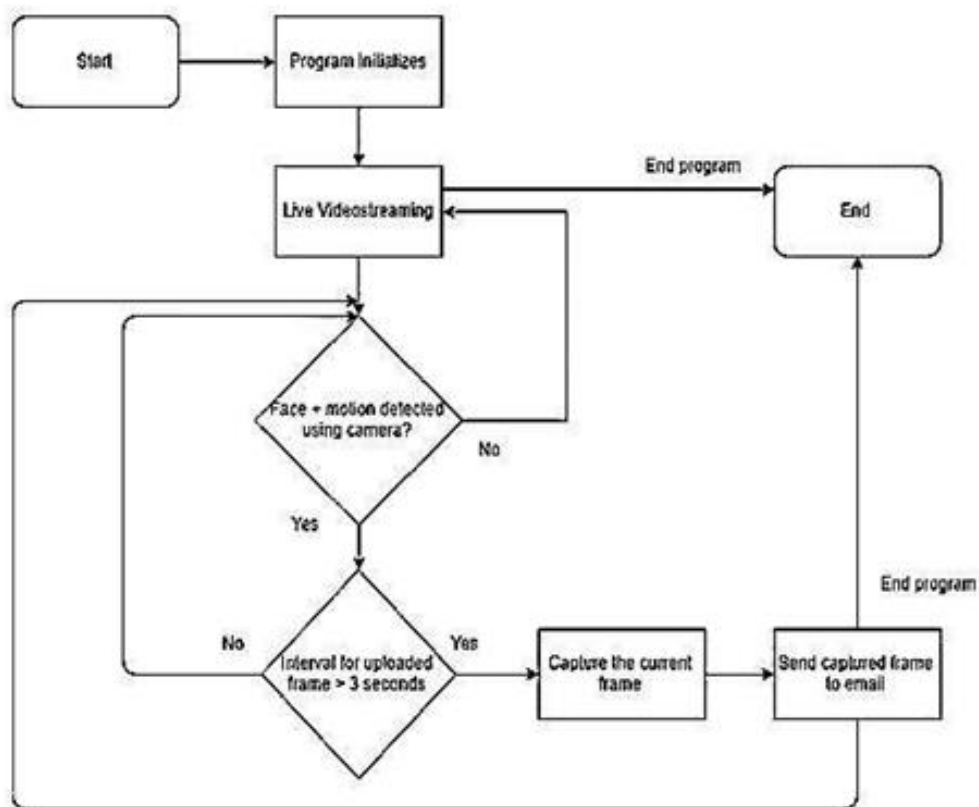 Start
Program Initializes
Live Videostreaming
End program
End
Face + motion detected
using camera?
No
Yes
No
Yes
Interval for uploaded
frame > 3 seconds
Capture the current
frame
Send captured frame
to email
End program